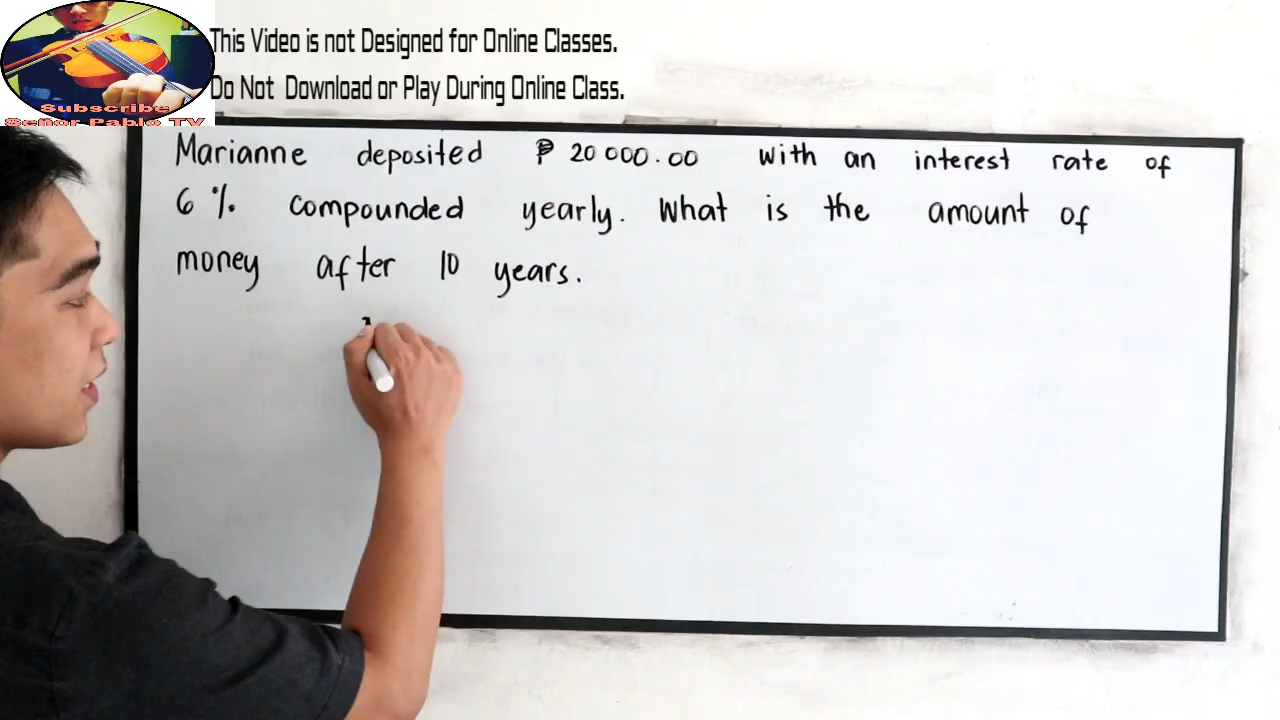 This Video is not Designed for Online Classes.
Do Not Download or Play During Online Class.
Subscribe
Señor Pablo TV
Marianne deposited ₱ 20 000.00 with an interest rate of
6 % compounded yearly. What is the amount of
money after 10 years.